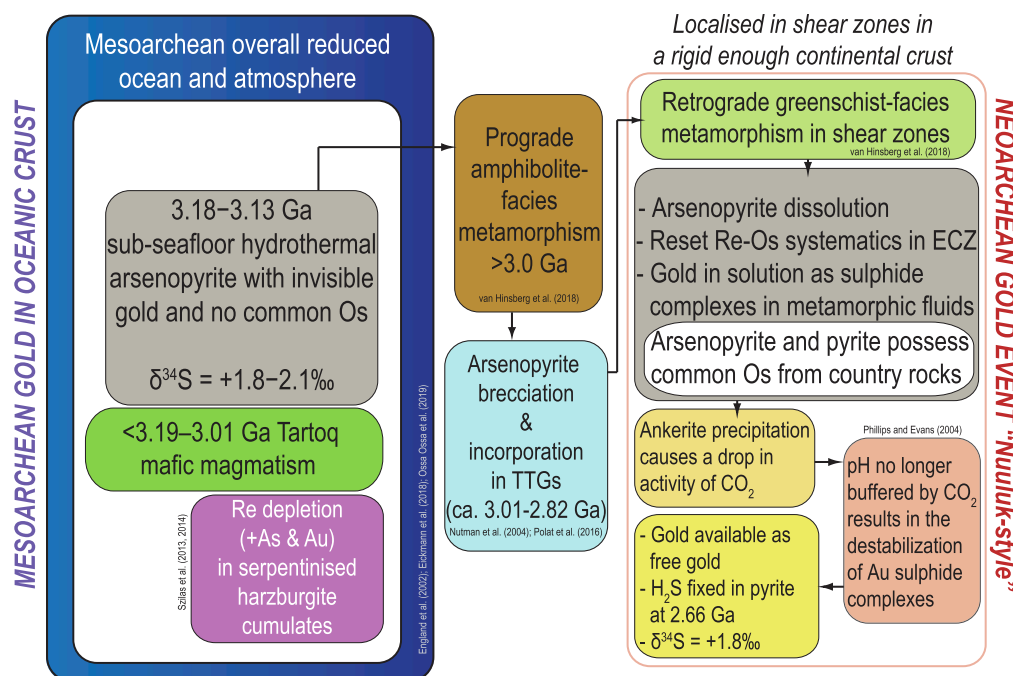 MESOARCHEAN GOLD IN OCEANIC CRUST
Mesoarchean overall reduced
ocean and atmosphere
3.18–3.13 Ga
sub-seafloor hydrothermal
arsenopyrite with invisible
gold and no common Os
δ³⁴S = +1.8–2.1‰
<3.19–3.01 Ga Tartoq
mafic magmatism
Szilas et al. (2013, 2014)
Re depletion
(+As & Au)
in serpentinised
harzburgite
cumulates
England et al. (2002); Eickmann et al. (2018); Ossa Ossa et al. (2019)
Prograde
amphibolite-
facies
metamorphism
>3.0 Ga
van Hinsberg et al. (2018)
Arsenopyrite
brecciation
&
incorporation
in TTGs
(ca. 3.01-2.82 Ga)
Nutman et al. (2004); Polat et al. (2016)
Localised in shear zones in
a rigid enough continental crust
Retrograde greenschist-facies
metamorphism in shear zones
van Hinsberg et al. (2018)
- Arsenopyrite dissolution
- Reset Re-Os systematics in ECZ
- Gold in solution as sulphide
complexes in metamorphic fluids
Arsenopyrite and pyrite possess
common Os from country rocks
Ankerite precipitation
causes a drop in
activity of CO₂
Phillips and Evans (2004)
pH no longer
buffered by CO₂
results in the
destabilization
of Au sulphide
complexes
- Gold available as
free gold
- H₂S fixed in pyrite
at 2.66 Ga
- δ³⁴S = +1.8‰
NEOARCHEAN GOLD EVENT "Nuuluk-style"